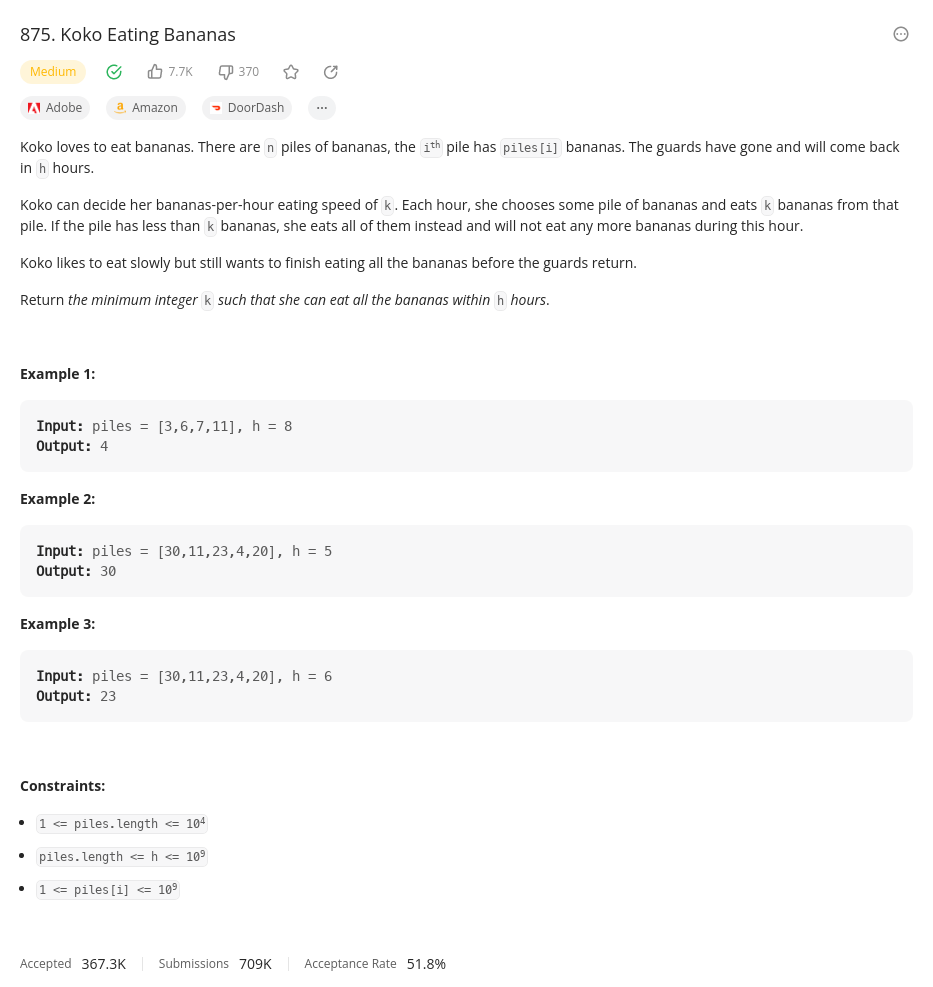 875. Koko Eating Bananas
Medium 7.7K 370
Adobe Amazon DoorDash ...
Koko loves to eat bananas. There are n piles of bananas, the iᵗʰ pile has piles[i] bananas. The guards have gone and will come back
in h hours.
Koko can decide her bananas-per-hour eating speed of k. Each hour, she chooses some pile of bananas and eats k bananas from that
pile. If the pile has less than k bananas, she eats all of them instead and will not eat any more bananas during this hour.
Koko likes to eat slowly but still wants to finish eating all the bananas before the guards return.
Return the minimum integer k such that she can eat all the bananas within h hours.
Example 1:
Input: piles = [3,6,7,11], h = 8
Output: 4
Example 2:
Input: piles = [30,11,23,4,20], h = 5
Output: 30
Example 3:
Input: piles = [30,11,23,4,20], h = 6
Output: 23
Constraints:
• 1 <= piles.length <= 10⁴
• piles.length <= h <= 10⁹
• 1 <= piles[i] <= 10⁹
Accepted 367.3K Submissions 709K Acceptance Rate 51.8%